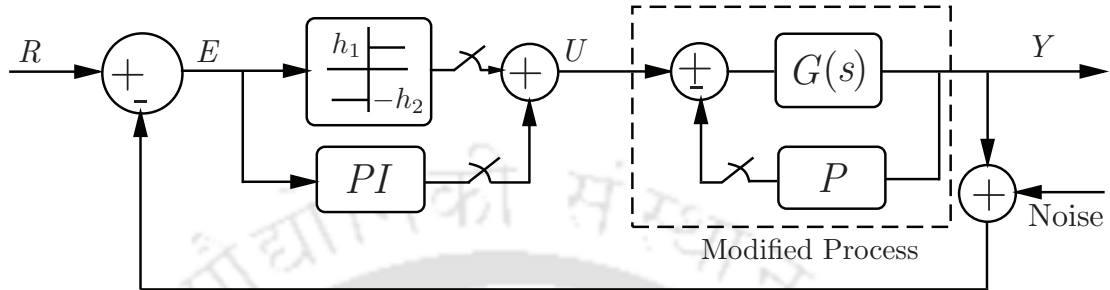 R
+
-
E
h₁
-h₂
PI
+
U
+
-
G(s)
P
Modified Process
Y
+
Noise